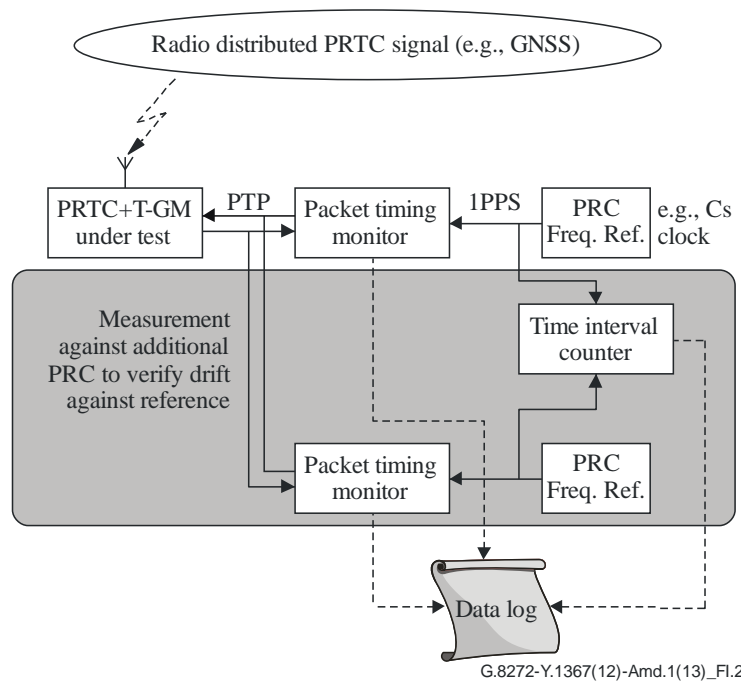 Radio distributed PRTC signal (e.g., GNSS)
PRTC+T-GM
under test
PTP
Packet timing
monitor
1PPS
PRC
Freq. Ref.
e.g., Cs
clock
Measurement
against additional
PRC to verify drift
against reference
Time interval
counter
Packet timing
monitor
PRC
Freq. Ref.
Data log
G.8272-Y.1367(12)-Amd.1(13)_FI.2